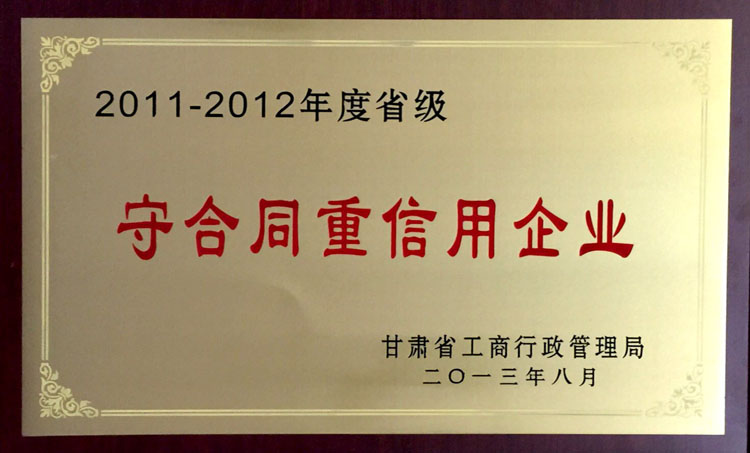 2011-2012年度省级
守合同重信用企业
甘肃省工商行政管理局
二〇一三年八月